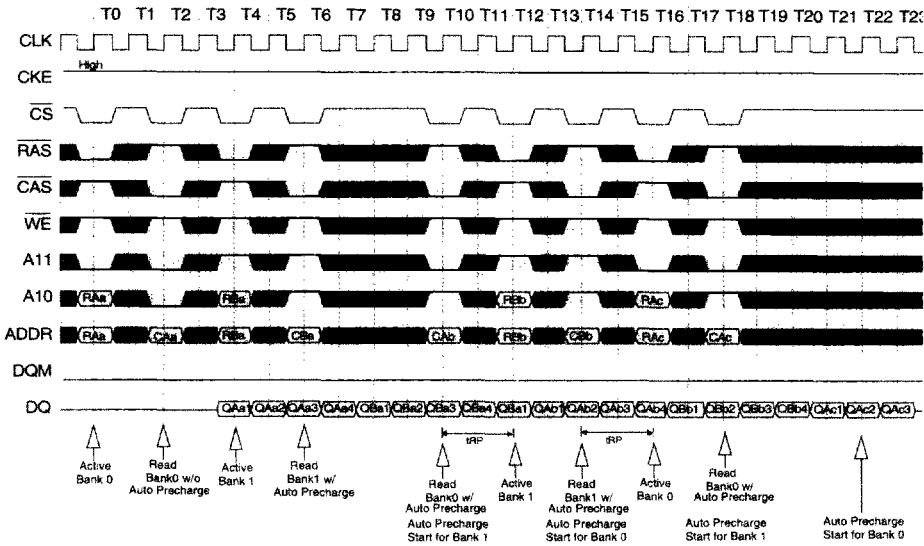 T0 T1 T2 T3 T4 T5 T6 T7 T8 T9 T10 T11 T12 T13 T14 T15 T16 T17 T18 T19 T20 T21 T22 T23
CLK
High
CKE
CS
RAS
CAS
WE
A11
A10 RAa RBa RBb RAc
ADDR RAa CAa RBa CBa CAb RBb CBb RAc CAc
DQM
DQ QAa1 QAa2 QAa3 QAa4 QBa1 QBa2 QBa3 QBa4 QBa1 QAb1 QAb2 QAb3 QAb4 QBb1 QBb2 QBb3 QBb4 QAc1 QAc2 QAc3
tRP tRP
Active
Bank 0
Read
Bank0 w/o
Auto Precharge
Active
Bank 1
Read
Bank1 w/
Auto Precharge
Read
Bank0 w/
Auto Precharge
Auto Precharge
Start for Bank 1
Active
Bank 1
Read
Bank1 w/
Auto Precharge
Auto Precharge
Start for Bank 0
Active
Bank 0
Read
Bank0 w/
Auto Precharge
Auto Precharge
Start for Bank 1
Auto Precharge
Start for Bank 0